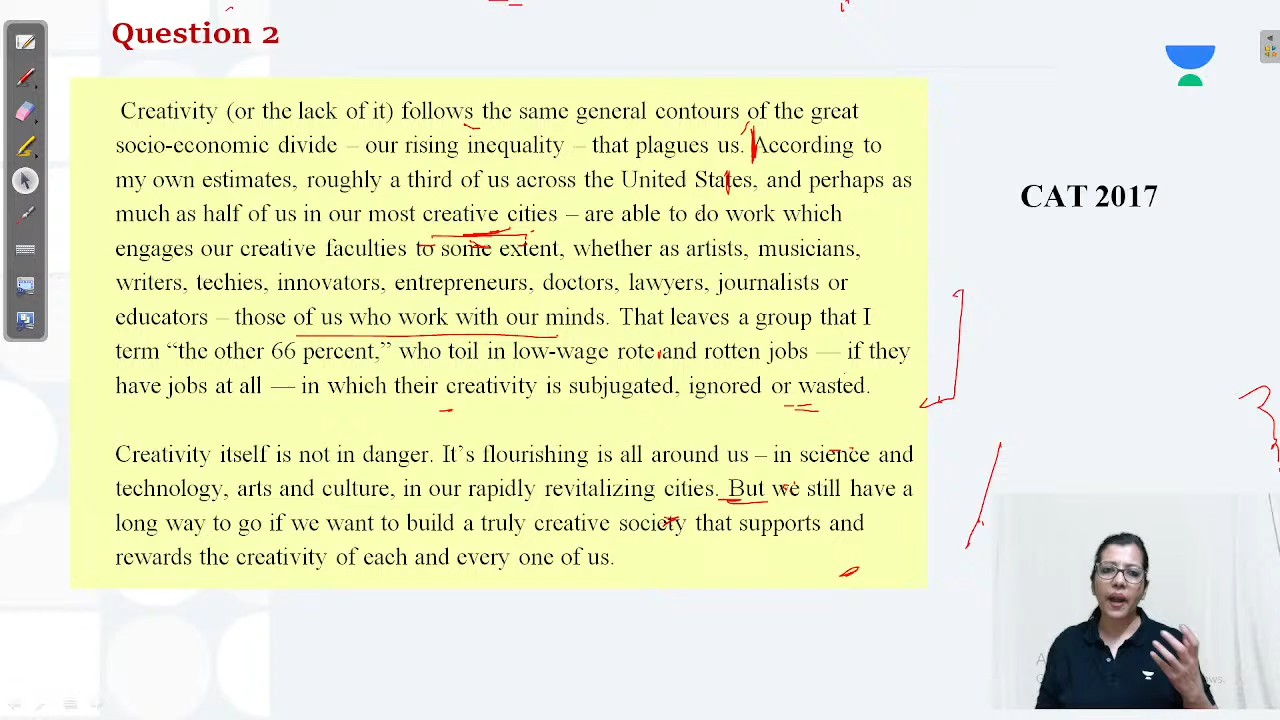 Question 2
Creativity (or the lack of it) follows the same general contours of the great
socio-economic divide – our rising inequality – that plagues us. According to
my own estimates, roughly a third of us across the United States, and perhaps as
much as half of us in our most creative cities – are able to do work which
engages our creative faculties to some extent, whether as artists, musicians,
writers, techies, innovators, entrepreneurs, doctors, lawyers, journalists or
educators – those of us who work with our minds. That leaves a group that I
term “the other 66 percent,” who toil in low-wage rote and rotten jobs — if they
have jobs at all — in which their creativity is subjugated, ignored or wasted.
Creativity itself is not in danger. It’s flourishing is all around us – in science and
technology, arts and culture, in our rapidly revitalizing cities. But we still have a
long way to go if we want to build a truly creative society that supports and
rewards the creativity of each and every one of us.
CAT 2017